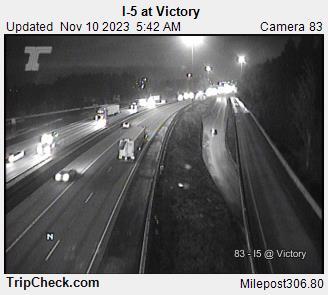 I-5 at Victory
Updated Nov 10 2023 5:42 AM Camera 83
T
N
83 - I5 @ Victory
TripCheck.com Milepost306.80